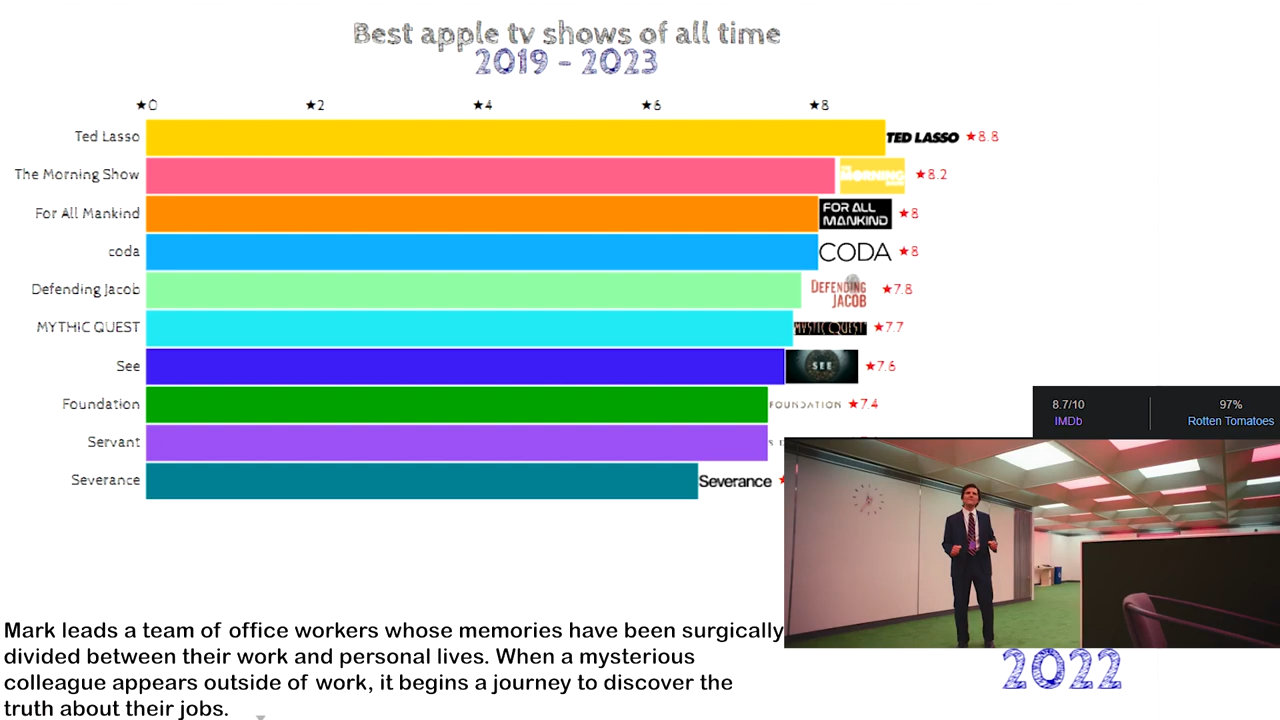 Best apple tv shows of all time
2019 - 2023
★0 ★2 ★4 ★6 ★8
Ted Lasso TED LASSO ★8.8
The Morning Show MORNING ★8.2
For All Mankind FOR ALL MANKIND ★8
coda CODA ★8
Defending Jacob DEFENDING JACOB ★7.8
MYTHIC QUEST MYSTIC QUEST ★7.7
See SEE ★7.6
Foundation FOUNDATION ★7.4
Servant
Severance Severance ★
8.7/10 97%
IMDb Rotten Tomatoes
Mark leads a team of office workers whose memories have been surgically
divided between their work and personal lives. When a mysterious
colleague appears outside of work, it begins a journey to discover the
truth about their jobs.
2022